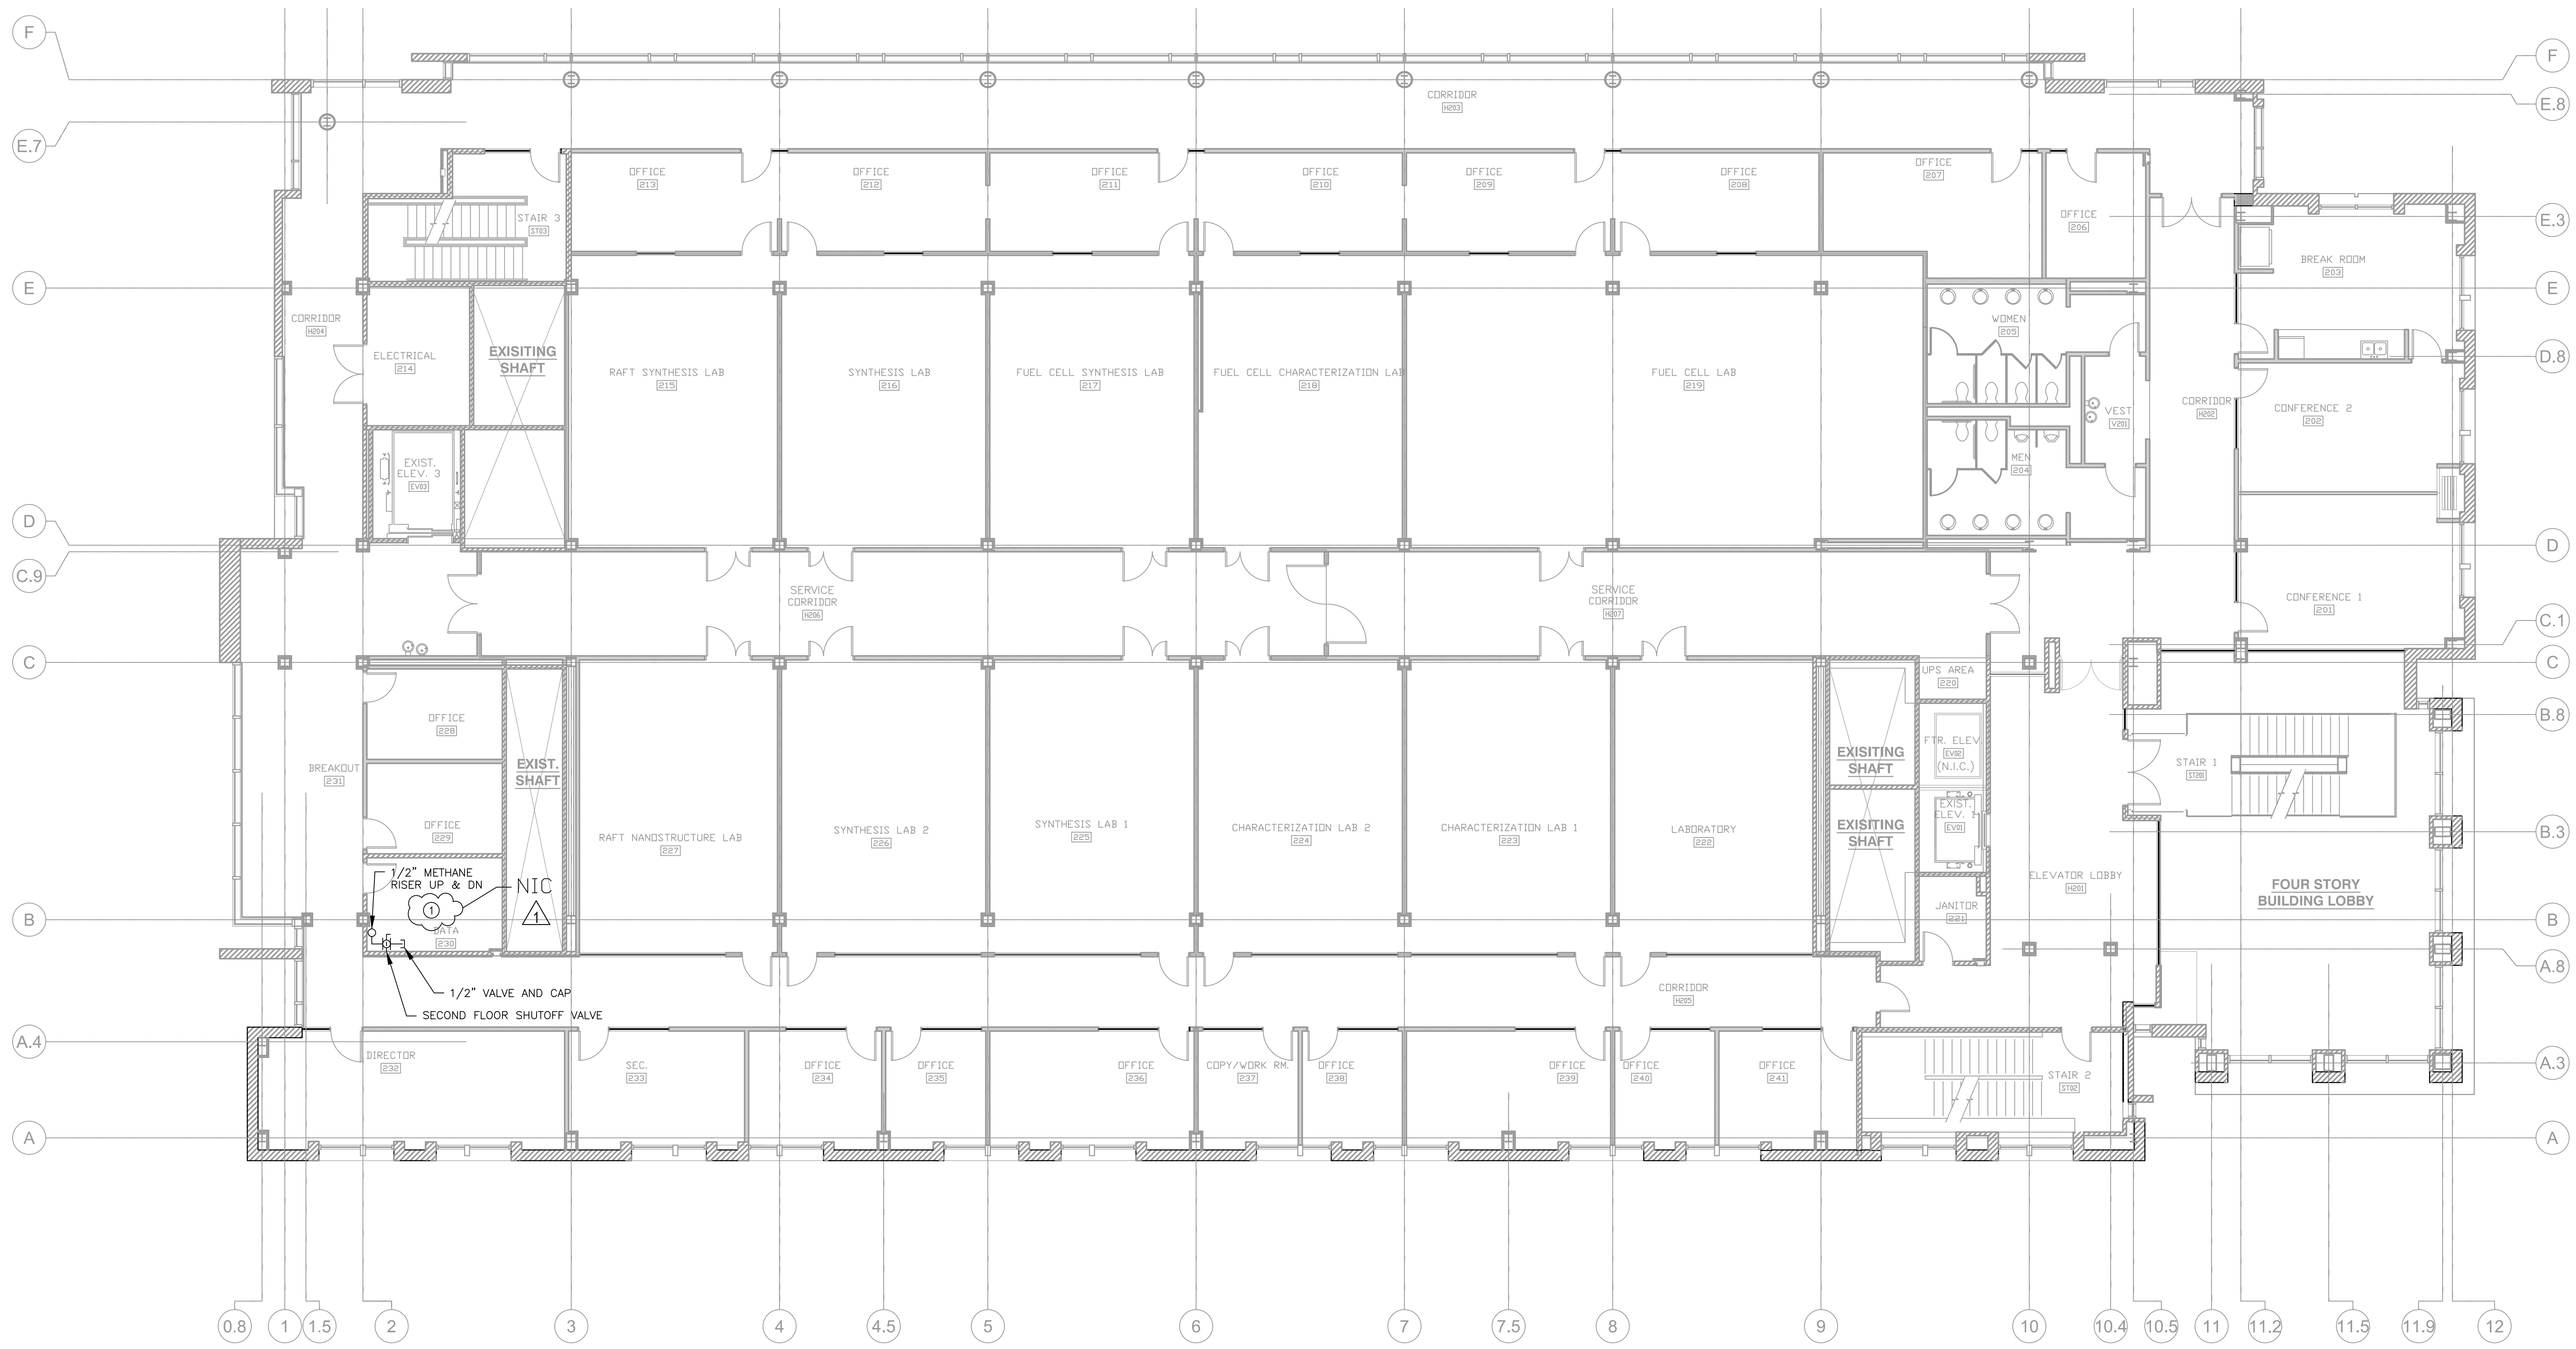 F
F
E.8
CORRIDOR
H203
E.7
OFFICE
213
OFFICE
212
OFFICE
211
OFFICE
210
OFFICE
209
OFFICE
208
OFFICE
207
STAIR 3
ST03
OFFICE
206
E.3
BREAK ROOM
203
E
E
CORRIDOR
H204
WOMEN
205
ELECTRICAL
214
EXISITING
SHAFT
D.8
RAFT SYNTHESIS LAB
215
SYNTHESIS LAB
216
FUEL CELL SYNTHESIS LAB
217
FUEL CELL CHARACTERIZATION LAB
218
FUEL CELL LAB
219
VEST
V201
CORRIDOR
H202
CONFERENCE 2
202
EXIST.
ELEV. 3
EV03
MEN
204
D
D
C.9
SERVICE
CORRIDOR
H206
SERVICE
CORRIDOR
H207
CONFERENCE 1
201
C.1
C
C
UPS AREA
220
OFFICE
228
B.8
BREAKOUT
231
EXIST.
SHAFT
EXISITING
SHAFT
FTR. ELEV.
EV02
(N.I.C.)
STAIR 1
ST201
OFFICE
229
RAFT NANOSTRUCTURE LAB
227
SYNTHESIS LAB 2
226
SYNTHESIS LAB 1
225
CHARACTERIZATION LAB 2
224
CHARACTERIZATION LAB 1
223
LABORATORY
222
EXISITING
SHAFT
EXIST.
ELEV. 1
EV01
B.3
1/2" METHANE
RISER UP & DN
NIC
1
1
ELEVATOR LOBBY
H201
FOUR STORY
BUILDING LOBBY
JANITOR
221
B
B
DATA
230
A.8
1/2" VALVE AND CAP
SECOND FLOOR SHUTOFF VALVE
CORRIDOR
H205
A.4
DIRECTOR
232
SEC.
233
OFFICE
234
OFFICE
235
OFFICE
236
COPY/WORK RM.
237
OFFICE
238
OFFICE
239
OFFICE
240
OFFICE
241
STAIR 2
ST02
A.3
A
A
0.8
1
1.5
2
3
4
4.5
5
6
7
7.5
8
9
10
10.4
10.5
11
11.2
11.5
11.9
12